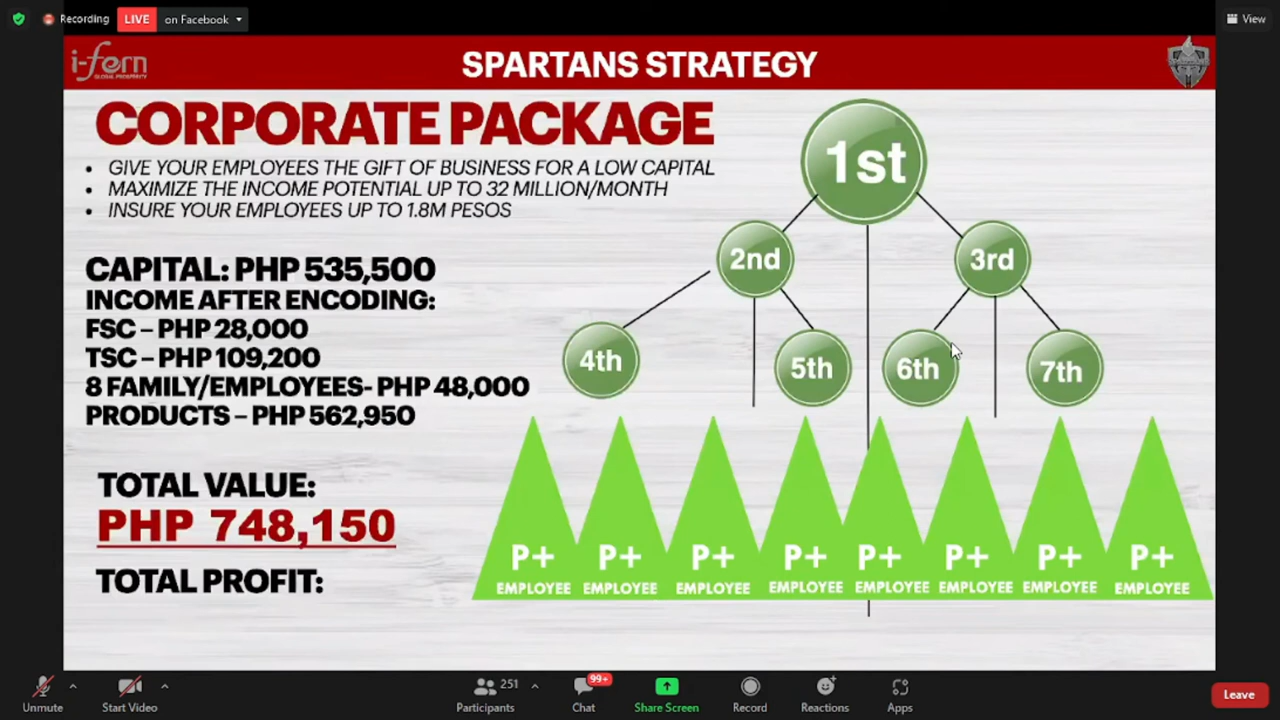 Recording
LIVE
on Facebook
View
i-fern
GLOBAL PROSPERITY
SPARTANS STRATEGY
CORPORATE PACKAGE
• GIVE YOUR EMPLOYEES THE GIFT OF BUSINESS FOR A LOW CAPITAL
• MAXIMIZE THE INCOME POTENTIAL UP TO 32 MILLION/MONTH
• INSURE YOUR EMPLOYEES UP TO 1.8M PESOS
CAPITAL: PHP 535,500
INCOME AFTER ENCODING:
FSC – PHP 28,000
TSC – PHP 109,200
8 FAMILY/EMPLOYEES- PHP 48,000
PRODUCTS – PHP 562,950
TOTAL VALUE:
PHP 748,150
TOTAL PROFIT:
1st
2nd
3rd
4th
5th
6th
7th
P+ P+ P+ P+ P+ P+ P+ P+
EMPLOYEE EMPLOYEE EMPLOYEE EMPLOYEE EMPLOYEE EMPLOYEE EMPLOYEE EMPLOYEE
Unmute
Start Video
251
Participants
99+
Chat
Share Screen
Record
Reactions
Apps
Leave